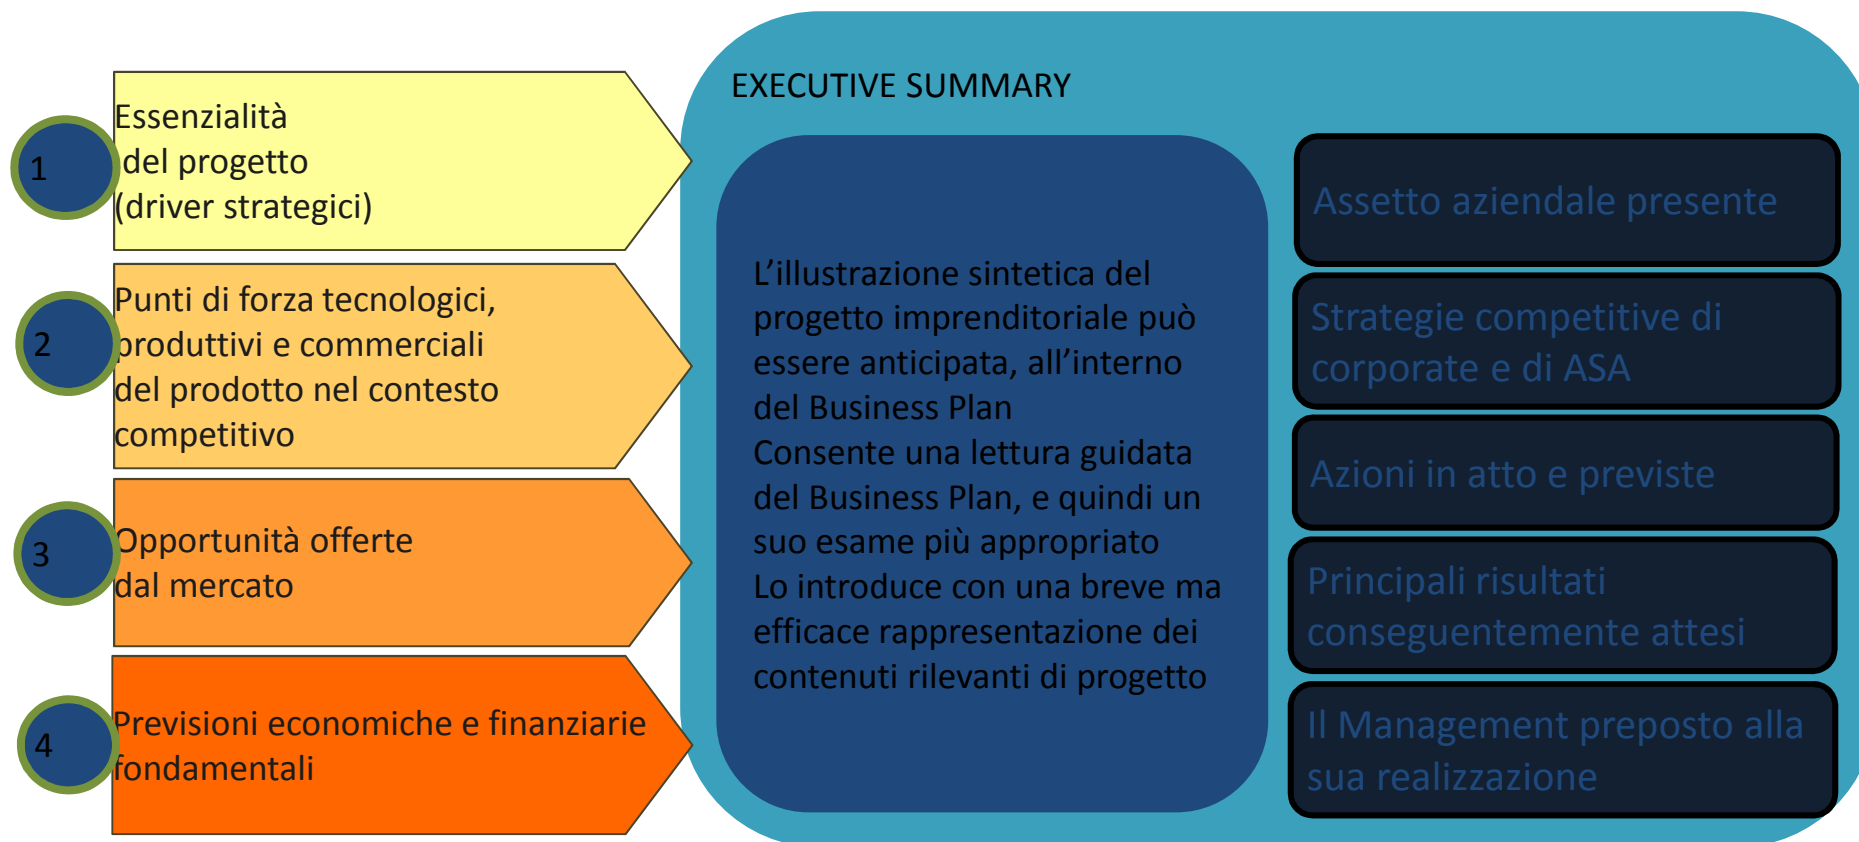 1
Essenzialità
del progetto
(driver strategici)
2
Punti di forza tecnologici,
produttivi e commerciali
del prodotto nel contesto
competitivo
3
Opportunità offerte
dal mercato
4
Previsioni economiche e finanziarie
fondamentali
EXECUTIVE SUMMARY
L’illustrazione sintetica del
progetto imprenditoriale può
essere anticipata, all’interno
del Business Plan
Consente una lettura guidata
del Business Plan, e quindi un
suo esame più appropriato
Lo introduce con una breve ma
efficace rappresentazione dei
contenuti rilevanti di progetto
Assetto aziendale presente
Strategie competitive di
corporate e di ASA
Azioni in atto e previste
Principali risultati
conseguentemente attesi
Il Management preposto alla
sua realizzazione